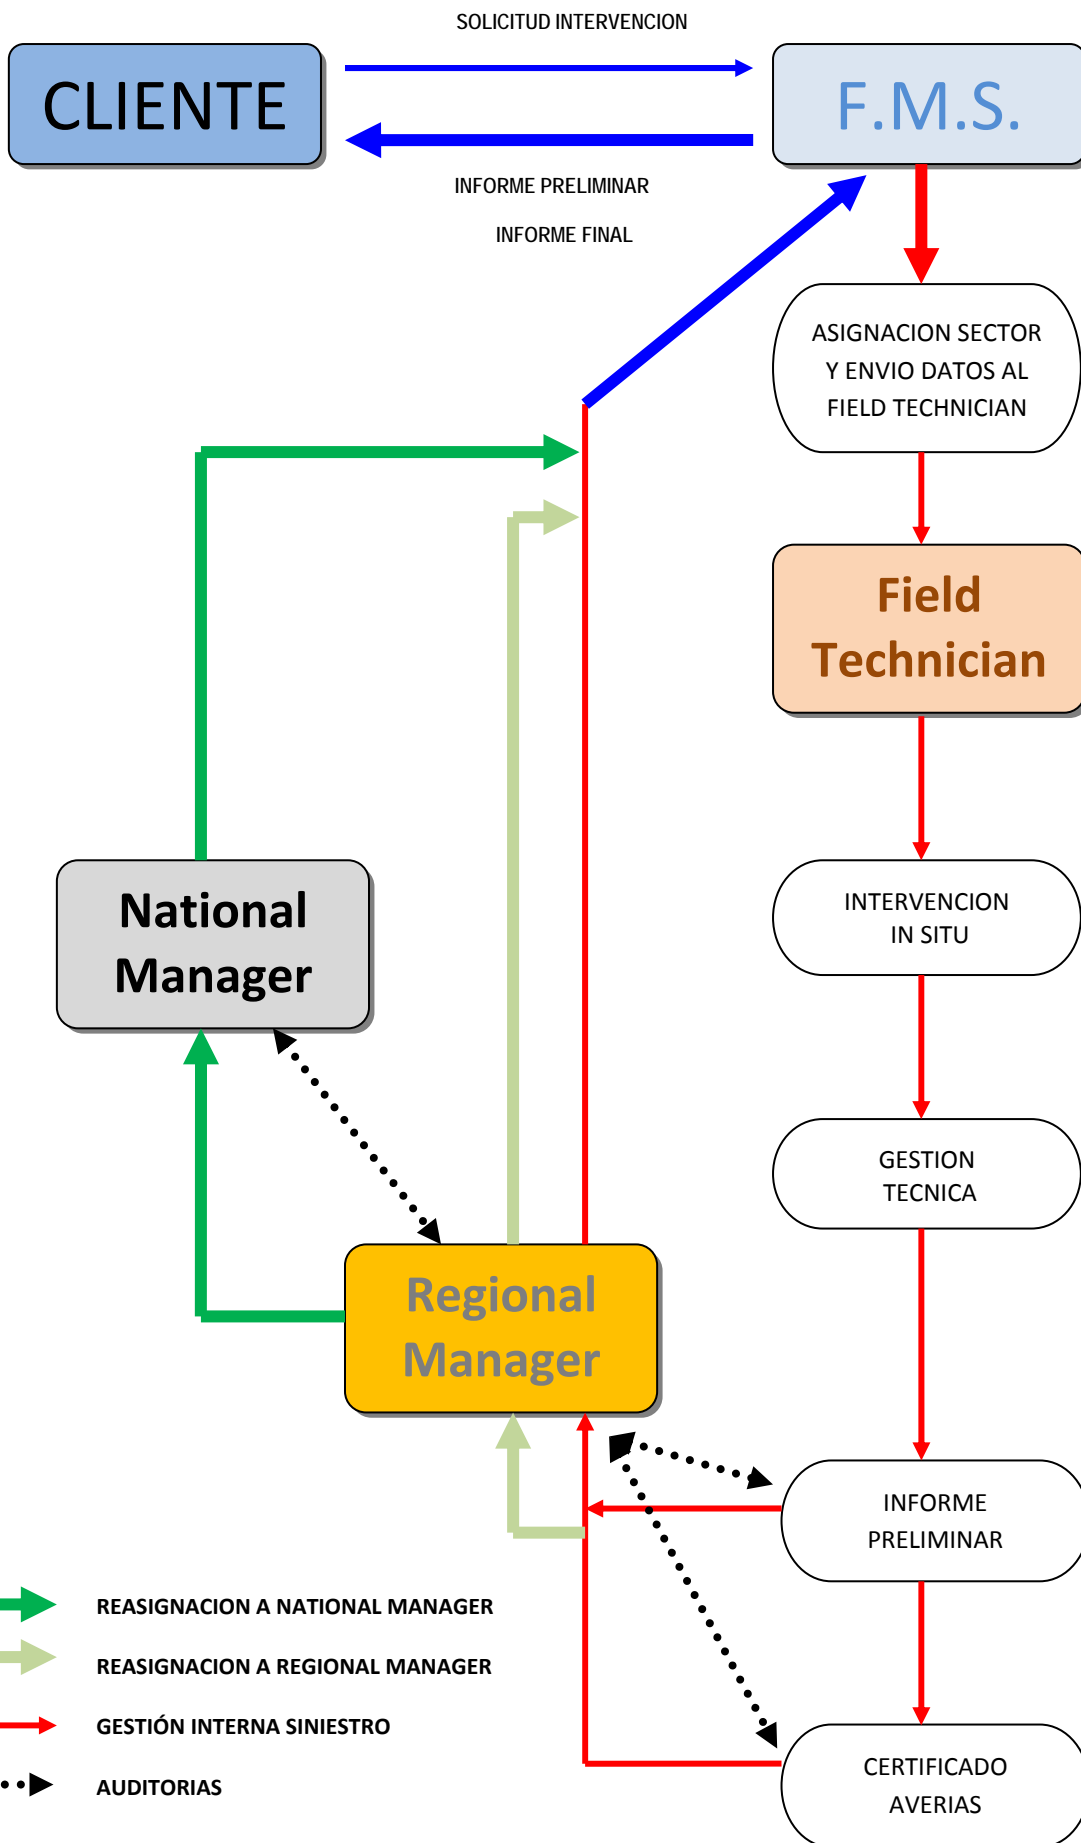 SOLICITUD INTERVENCION
CLIENTE
F.M.S.
INFORME PRELIMINAR
INFORME FINAL
ASIGNACION SECTOR
Y ENVIO DATOS AL
FIELD TECHNICIAN
Field
Technician
National
Manager
INTERVENCION
IN SITU
GESTION
TECNICA
Regional
Manager
INFORME
PRELIMINAR
REASIGNACION A NATIONAL MANAGER
REASIGNACION A REGIONAL MANAGER
GESTIÓN INTERNA SINIESTRO
AUDITORIAS
CERTIFICADO
AVERIAS